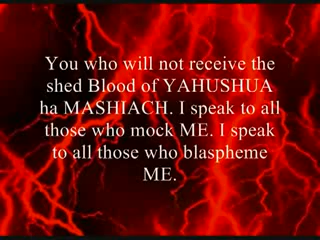 You who will not receive the
shed Blood of YAHUSHUA
ha MASHIACH. I speak to all
those who mock ME. I speak
to all those who blaspheme
ME.